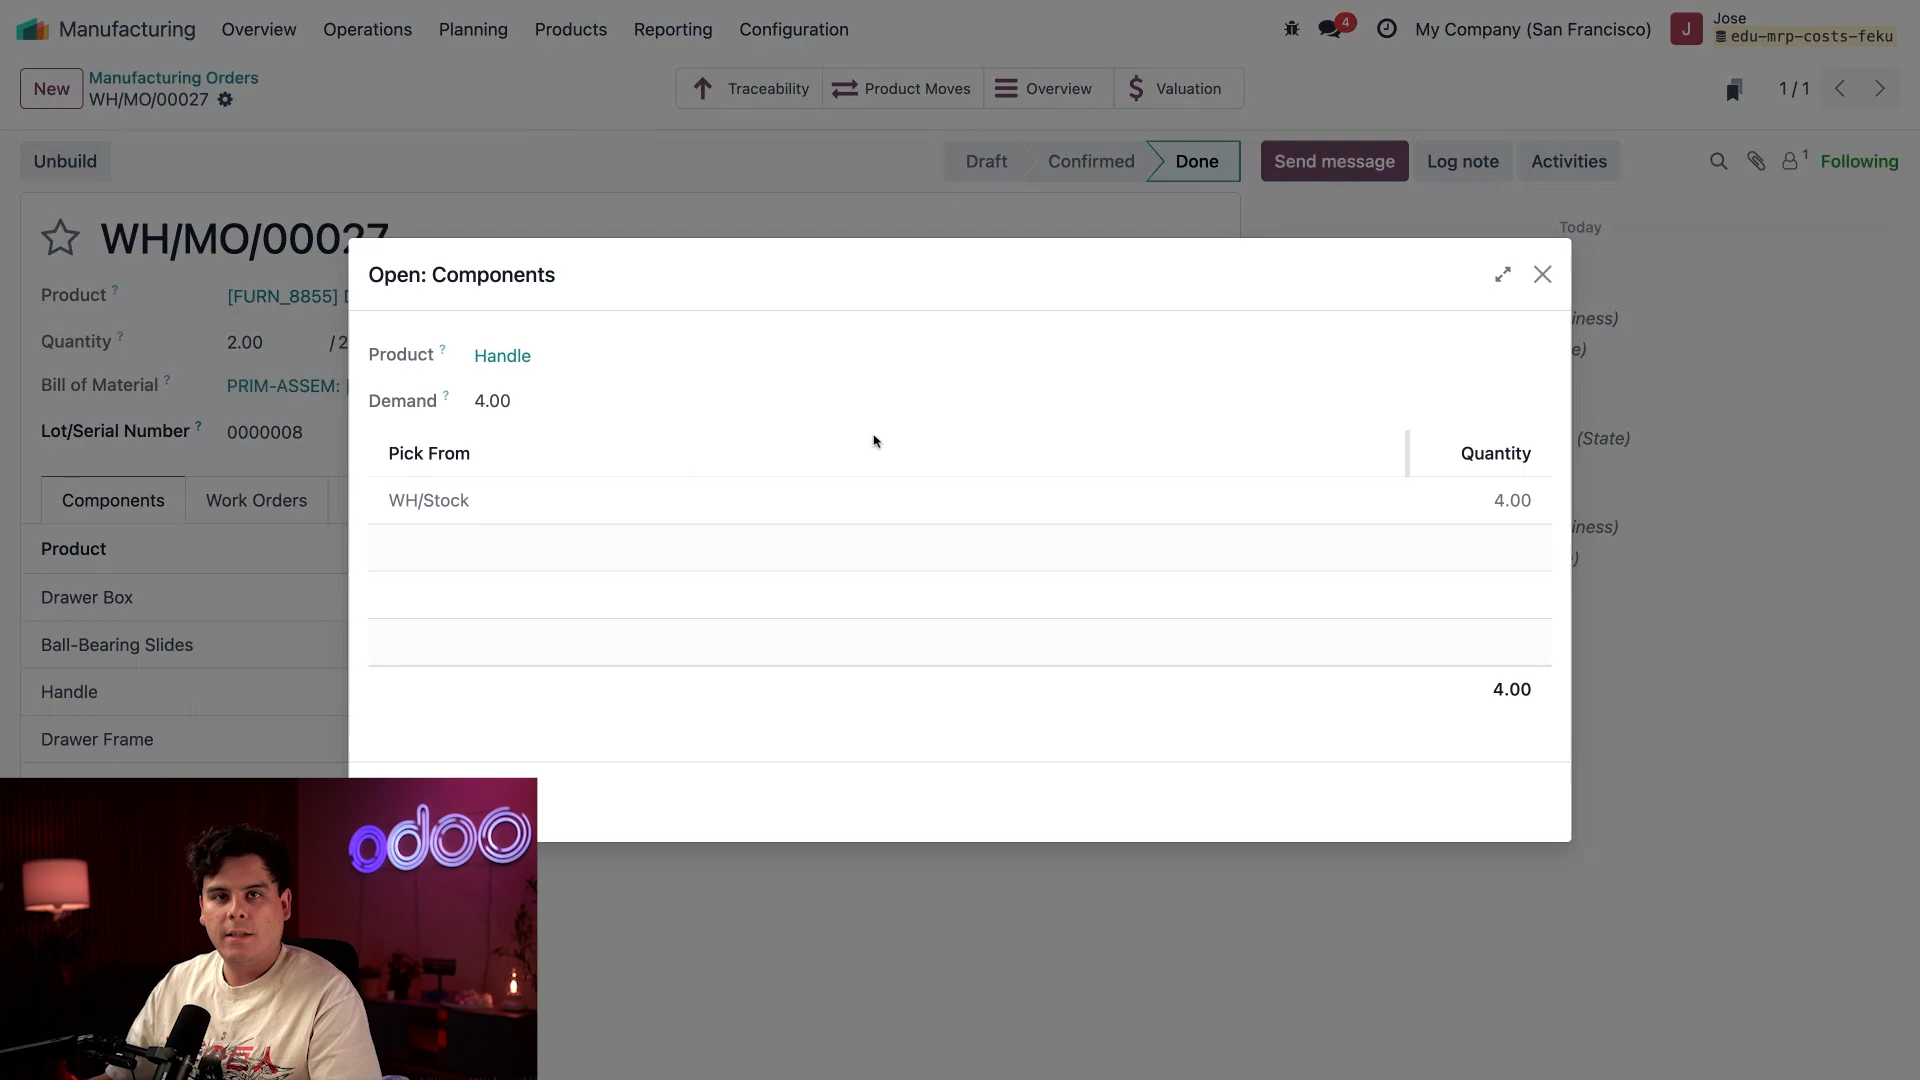 Manufacturing Overview Operations Planning Products Reporting Configuration 4 My Company (San Francisco) J Jose
edu-mrp-costs-feku
New Manufacturing Orders
WH/MO/00027
Traceability Product Moves Overview Valuation 1 / 1
Unbuild Draft Confirmed Done Send message Log note Activities 1 Following
WH/MO/00027
Today
Open: Components
Product ? [FURN_8855]
Quantity ? 2.00 / 2
Bill of Material ? PRIM-ASSEM: [
Lot/Serial Number ? 0000008
Product ? Handle
Demand ? 4.00
Pick From Quantity
WH/Stock 4.00
4.00
Components Work Orders
Product
Drawer Box
Ball-Bearing Slides
Handle
Drawer Frame
iness)
e)
(State)
iness)
)
odoo